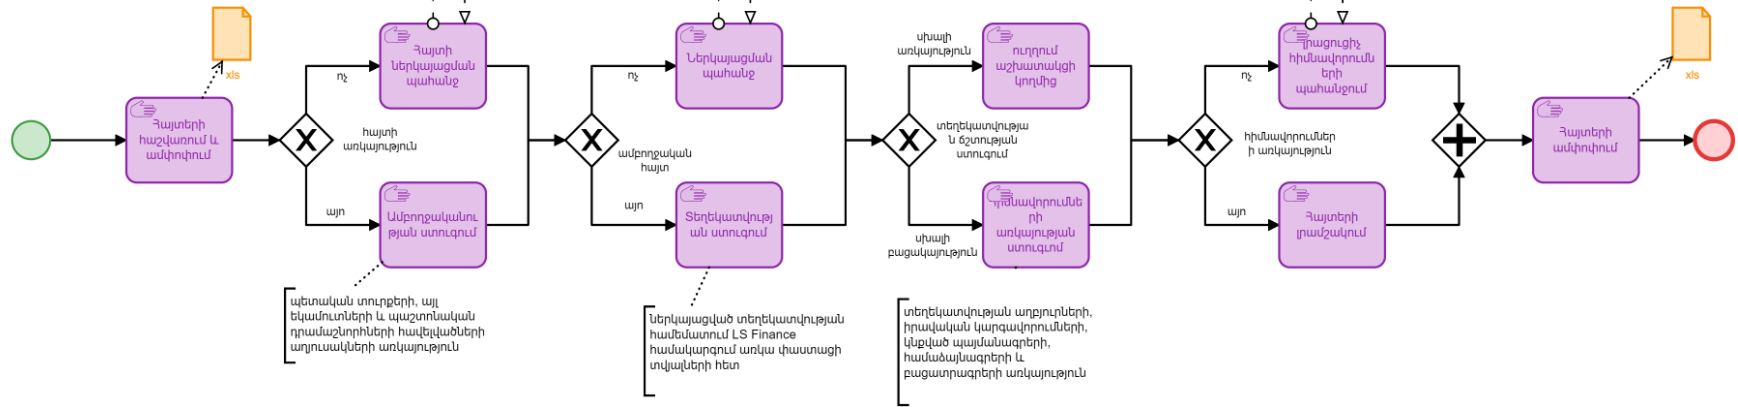 xls
Հայտերի
հաշվառում և
ամփոփում
ոչ
Հայտի
ներկայացման
պահանջ
հայտի
առկայություն
այո
Ամբողջականու
թյան ստուգում
պետական տուրքերի, այլ
եկամուտների և պաշտոնական
դրամաշնորհների հավելվածների
աղյուսակների առկայություն
ոչ
Ներկայացման
պահանջ
ամբողջական
հայտ
այո
Տեղեկատվությ
ան ստուգում
ներկայացված տեղեկատվության
համեմատում LS Finance
համակարգում առկա փաստացի
տվյալների հետ
սխալի
առկայություն
ուղղում
աշխատակցի
կողմից
տեղեկատվությա
ն ճշտության
ստուգում
սխալի
բացակայություն
հիմնավորումնե
րի
առկայության
ստուգւոմ
տեղեկատվության աղբյուրների,
իրավական կարգավորումների,
կնքված պայմանագրերի,
համաձայնագրերի և
բացատրագրերի առկայություն
ոչ
լրացուցիչ
հիմնավորումն
երի
պահանջում
հիմնավորումներ
ի առկայություն
այո
Հայտերի
լրամշակում
Հայտերի
ամփոփում
xls